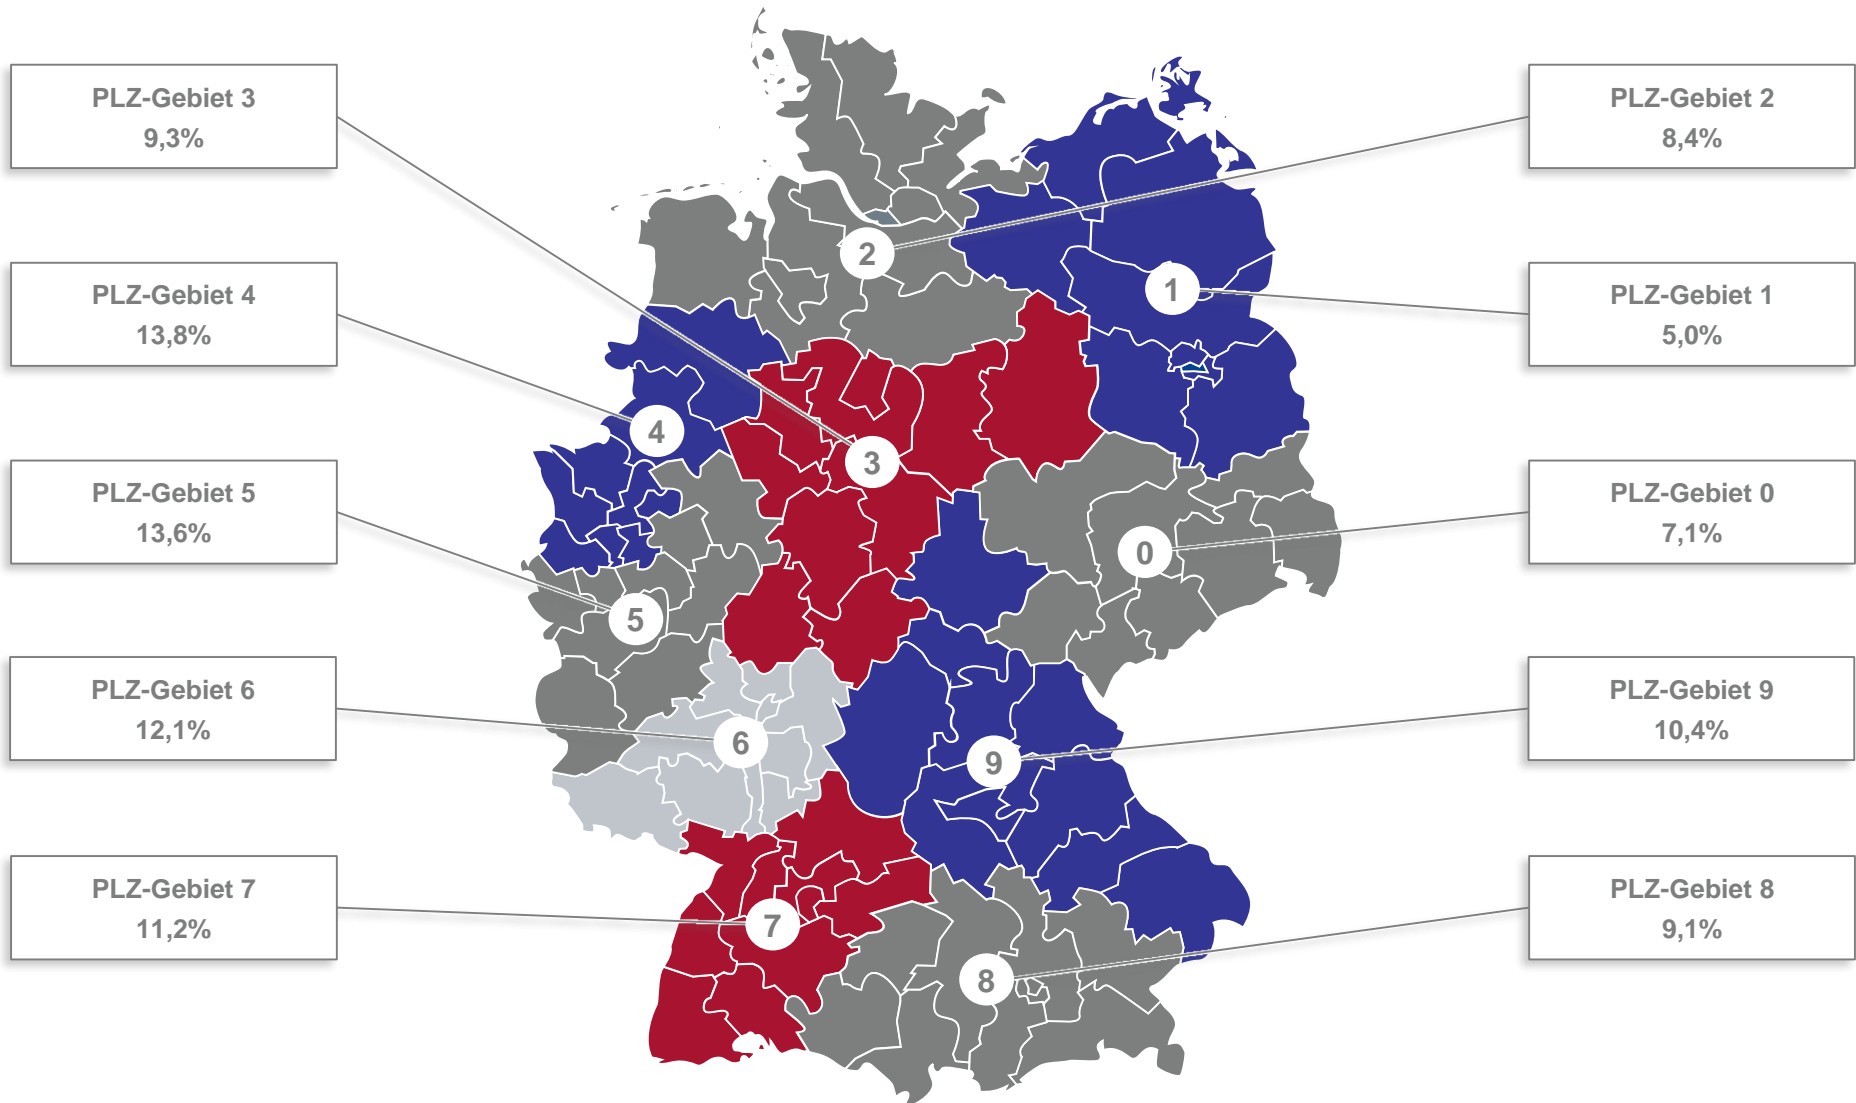 PLZ-Gebiet 3
9,3%
PLZ-Gebiet 4
13,8%
PLZ-Gebiet 5
13,6%
PLZ-Gebiet 6
12,1%
PLZ-Gebiet 7
11,2%
2
1
4
3
0
5
6
9
7
8
PLZ-Gebiet 2
8,4%
PLZ-Gebiet 1
5,0%
PLZ-Gebiet 0
7,1%
PLZ-Gebiet 9
10,4%
PLZ-Gebiet 8
9,1%